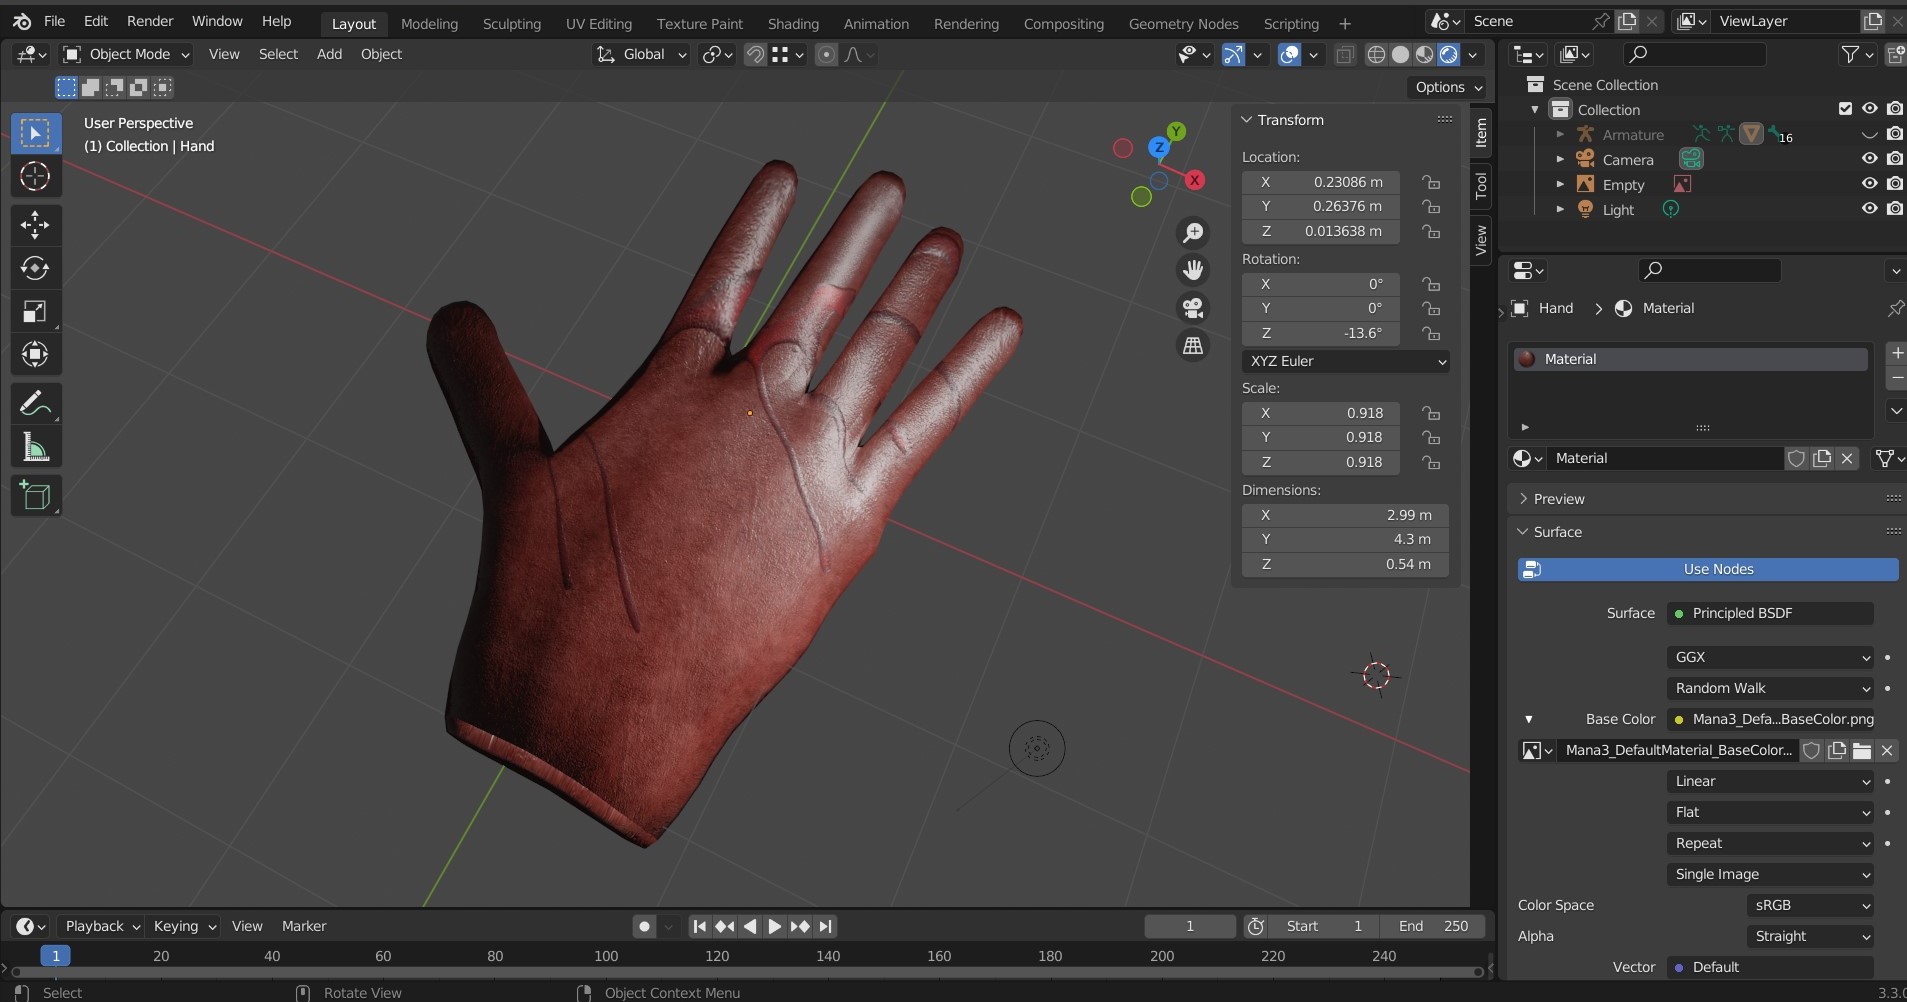 File Edit Render Window Help Layout Modeling Sculpting UV Editing Texture Paint Shading Animation Rendering Compositing Geometry Nodes Scripting + Scene ViewLayer
Object Mode View Select Add Object Global
Options
User Perspective
(1) Collection | Hand
Y
Z
X
Transform
Location:
X 0.23086 m
Y 0.26376 m
Z 0.013638 m
Rotation:
X 0°
Y 0°
Z -13.6°
XYZ Euler
Scale:
X 0.918
Y 0.918
Z 0.918
Dimensions:
X 2.99 m
Y 4.3 m
Z 0.54 m
Item
Tool
View
Scene Collection
Collection
Armature 16
Camera
Empty
Light
Hand > Material
Material
Material
Preview
Surface
Use Nodes
Surface Principled BSDF
GGX
Random Walk
Base Color Mana3_Defa...BaseColor.png
Mana3_DefaultMaterial_BaseColor...
Linear
Flat
Repeat
Single Image
Color Space sRGB
Alpha Straight
Vector Default
Playback Keying View Marker 1 Start 1 End 250
1 20 40 60 80 100 120 140 160 180 200 220 240
Select Rotate View Object Context Menu 3.3.0